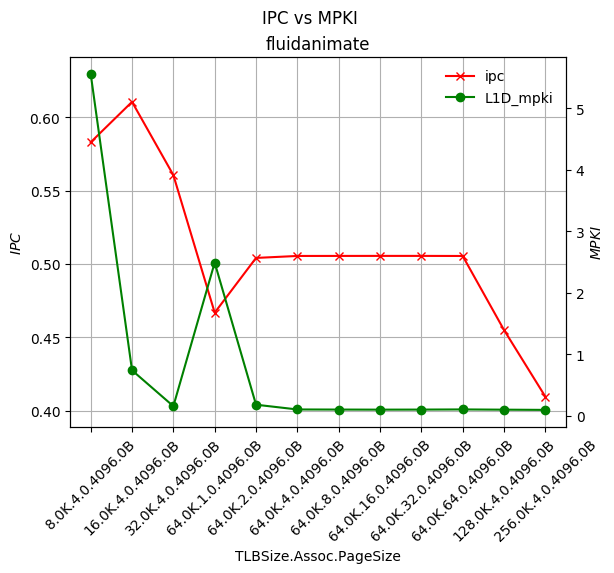 IPC vs MPKI
fluidanimate
ipc
L1D_mpki
0.60
0.55
0.50
0.45
0.40
IPC
5
4
3
2
1
0
MPKI
8.0K.4.0.4096.0B
16.0K.4.0.4096.0B
32.0K.4.0.4096.0B
64.0K.1.0.4096.0B
64.0K.2.0.4096.0B
64.0K.4.0.4096.0B
64.0K.8.0.4096.0B
64.0K.16.0.4096.0B
64.0K.32.0.4096.0B
64.0K.64.0.4096.0B
128.0K.4.0.4096.0B
256.0K.4.0.4096.0B
TLBSize.Assoc.PageSize